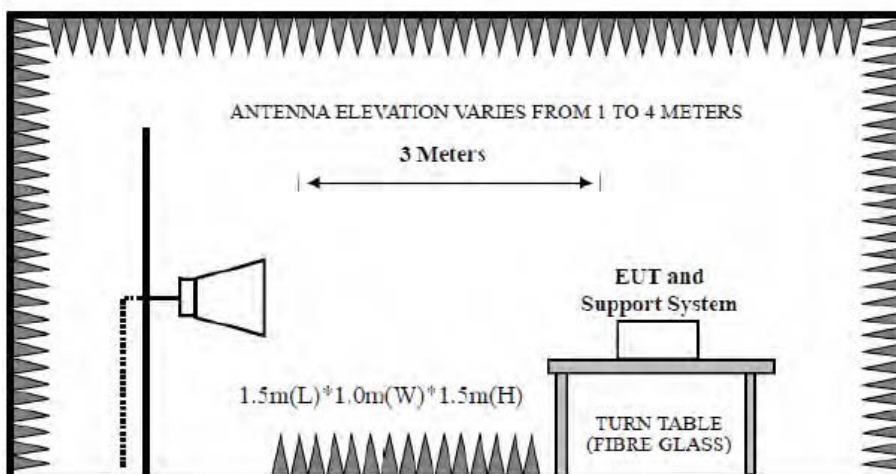 ANTENNA ELEVATION VARIES FROM 1 TO 4 METERS
3 Meters
EUT and
Support System
1.5m(L)*1.0m(W)*1.5m(H)
TURN TABLE
(FIBRE GLASS)